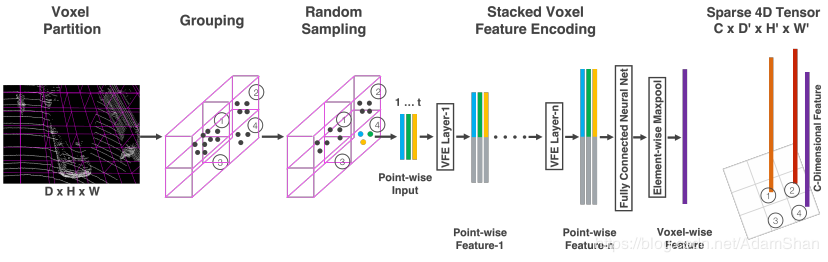 Voxel
Partition
Grouping
Random
Sampling
Stacked Voxel
Feature Encoding
Sparse 4D Tensor
C x D' x H' x W'
D x H x W
1
2
3
4
1
2
3
4
1 ... t
Point-wise
Input
VFE Layer-1
Point-wise
Feature-1
VFE Layer-n
Point-wise
Feature-n
Fully Connected Neural Net
Element-wise Maxpool
Voxel-wise
Feature
C-Dimensional Feature
1
2
3
4
https://blog.csdn.net/AdamShan